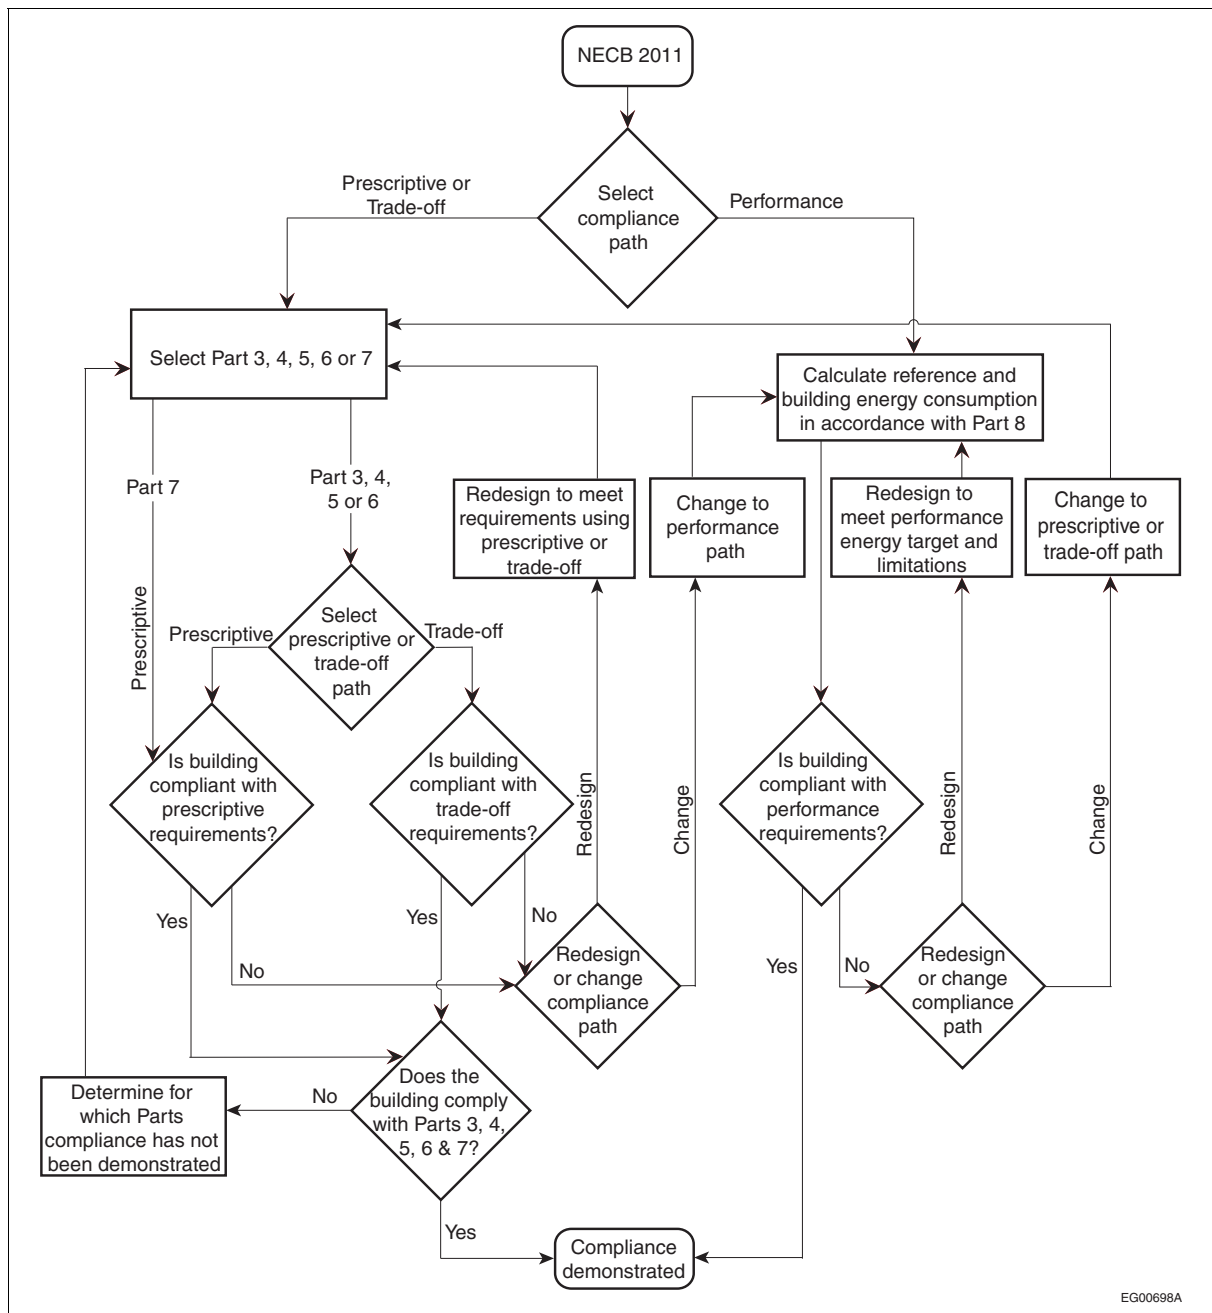 NECB 2011
Select
compliance
path
Prescriptive or
Trade-off
Performance
Select Part 3, 4, 5, 6 or 7
Calculate reference and
building energy consumption
in accordance with Part 8
Part 7
Part 3, 4,
5 or 6
Redesign to meet
requirements using
prescriptive or
trade-off
Change to
performance
path
Redesign to
meet performance
energy target and
limitations
Change to
prescriptive or
trade-off path
Prescriptive
Select
prescriptive or
trade-off
path
Prescriptive
Trade-off
Is building
compliant with
prescriptive
requirements?
Is building
compliant with
trade-off
requirements?
Redesign
Change
Is building
compliant with
performance
requirements?
Redesign
Change
Yes
No
Yes
No
Redesign
or change
compliance
path
Yes
No
Redesign
or change
compliance
path
Determine for
which Parts
compliance has not
been demonstrated
No
Does the
building comply
with Parts 3, 4,
5, 6 & 7?
Yes
Compliance
demonstrated
EG00698A